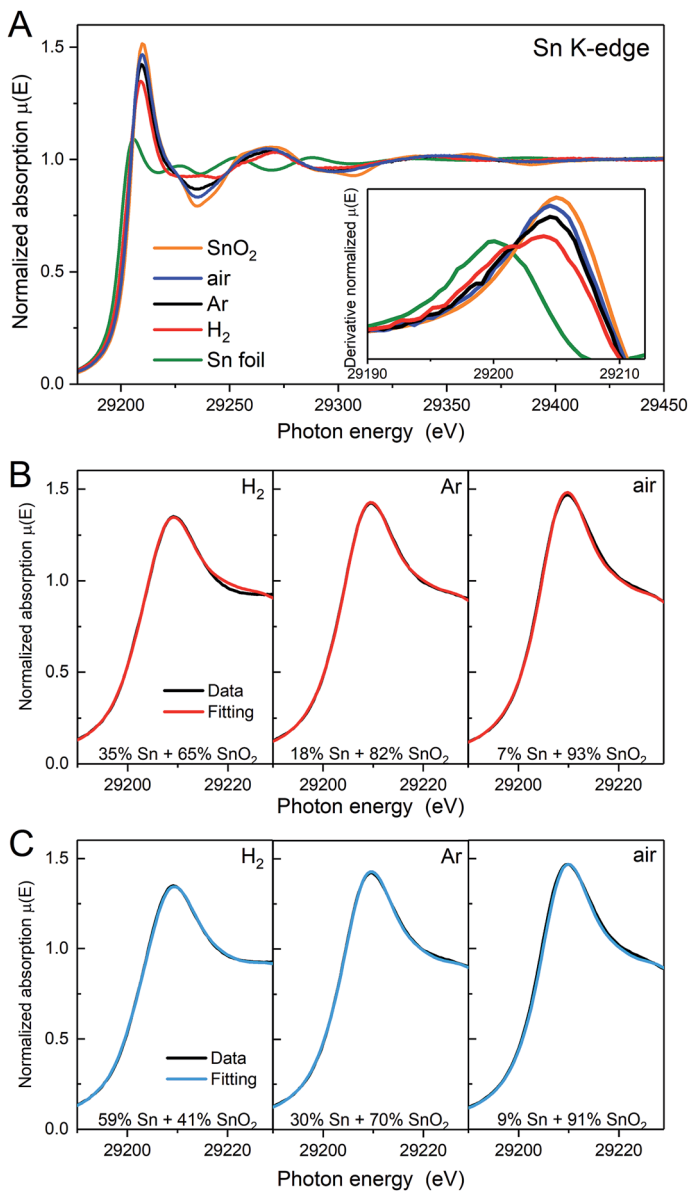 A
Sn K-edge
Normalized absorption μ(E)
1.5
1.0
0.5
0.0
SnO2
air
Ar
H2
Sn foil
Derivative normalized μ(E)
29190 29200 29210
29200 29250 29300 29350 29400 29450
Photon energy (eV)
B
H2 Ar air
Normalized absorption μ(E)
1.5
1.0
0.5
0.0
Data
Fitting
35% Sn + 65% SnO2 18% Sn + 82% SnO2 7% Sn + 93% SnO2
29200 29220 29200 29220 29200 29220
Photon energy (eV)
C
H2 Ar air
Normalized absorption μ(E)
1.5
1.0
0.5
0.0
Data
Fitting
59% Sn + 41% SnO2 30% Sn + 70% SnO2 9% Sn + 91% SnO2
29200 29220 29200 29220 29200 29220
Photon energy (eV)